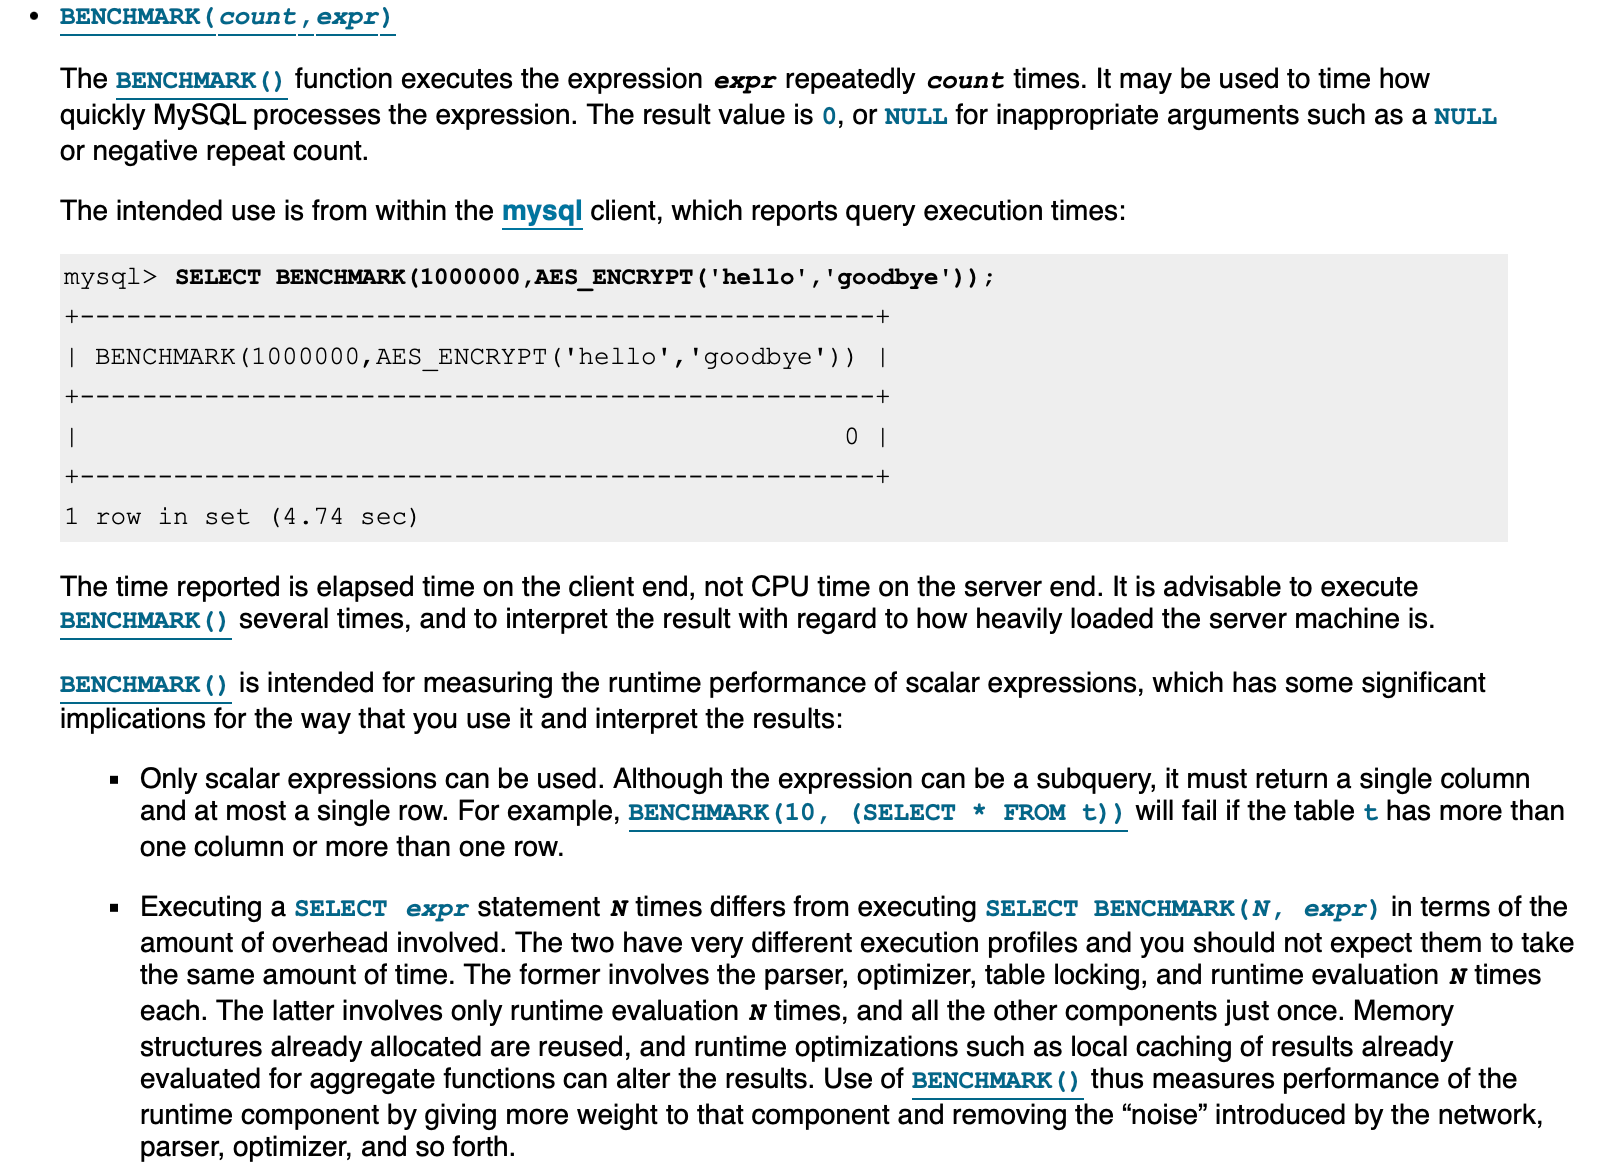 • BENCHMARK(count,expr)
The BENCHMARK() function executes the expression expr repeatedly count times. It may be used to time how
quickly MySQL processes the expression. The result value is 0, or NULL for inappropriate arguments such as a NULL
or negative repeat count.
The intended use is from within the mysql client, which reports query execution times:
mysql> SELECT BENCHMARK(1000000,AES_ENCRYPT('hello','goodbye'));
+---------------------------------------------------+
| BENCHMARK(1000000,AES_ENCRYPT('hello','goodbye')) |
+---------------------------------------------------+
|                                                 0 |
+---------------------------------------------------+
1 row in set (4.74 sec)
The time reported is elapsed time on the client end, not CPU time on the server end. It is advisable to execute
BENCHMARK() several times, and to interpret the result with regard to how heavily loaded the server machine is.
BENCHMARK() is intended for measuring the runtime performance of scalar expressions, which has some significant
implications for the way that you use it and interpret the results:
▪ Only scalar expressions can be used. Although the expression can be a subquery, it must return a single column
and at most a single row. For example, BENCHMARK(10, (SELECT * FROM t)) will fail if the table t has more than
one column or more than one row.
▪ Executing a SELECT expr statement N times differs from executing SELECT BENCHMARK(N, expr) in terms of the
amount of overhead involved. The two have very different execution profiles and you should not expect them to take
the same amount of time. The former involves the parser, optimizer, table locking, and runtime evaluation N times
each. The latter involves only runtime evaluation N times, and all the other components just once. Memory
structures already allocated are reused, and runtime optimizations such as local caching of results already
evaluated for aggregate functions can alter the results. Use of BENCHMARK() thus measures performance of the
runtime component by giving more weight to that component and removing the “noise” introduced by the network,
parser, optimizer, and so forth.